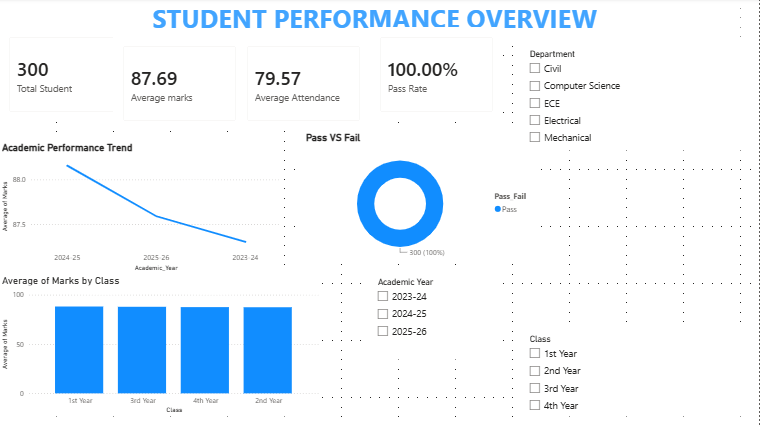 STUDENT PERFORMANCE OVERVIEW
300
Total Student
87.69
Average marks
79.57
Average Attendance
100.00%
Pass Rate
Department
Civil
Computer Science
ECE
Electrical
Mechanical
Academic Performance Trend
Average of Marks
88.0
87.5
2024-25
2025-26
2023-24
Academic_Year
Pass VS Fail
300 (100%)
Pass_Fail
Pass
Average of Marks by Class
Average of Marks
100
50
0
1st Year
3rd Year
4th Year
2nd Year
Class
Academic Year
2023-24
2024-25
2025-26
Class
1st Year
2nd Year
3rd Year
4th Year